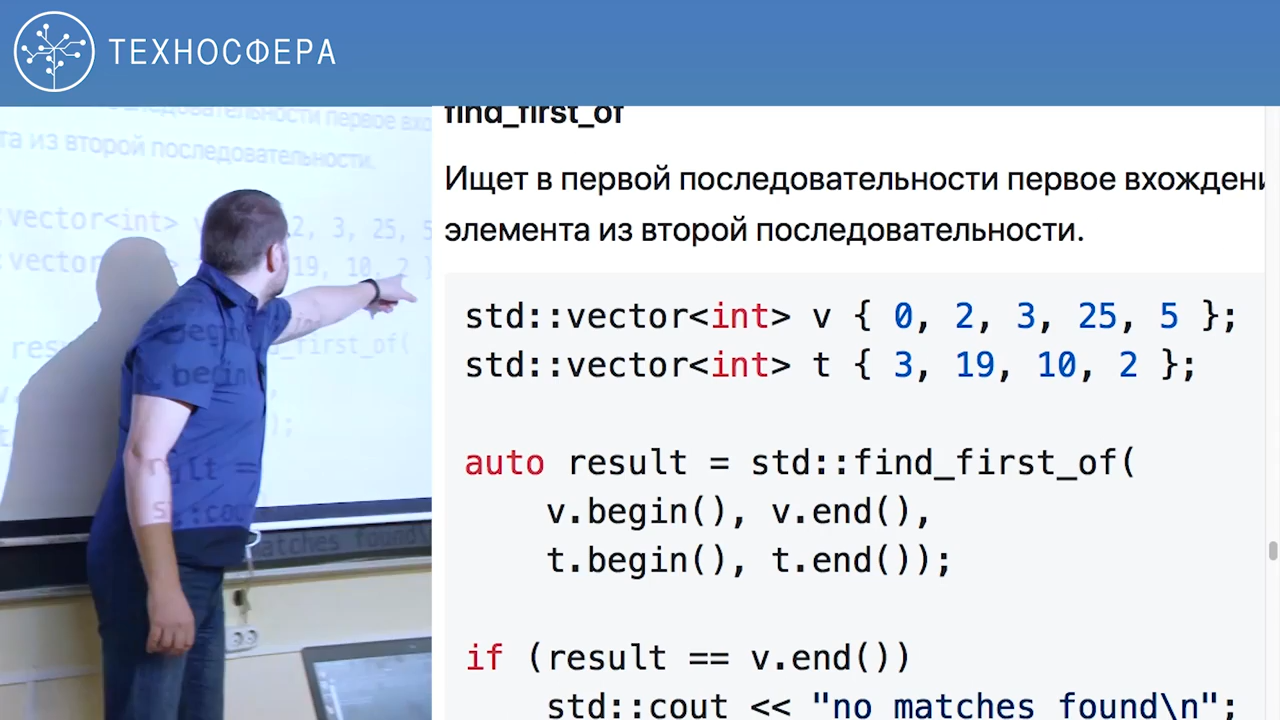 ТЕХНОСФЕРА
find_first_of
Ищет в первой последовательности первое вхождени
элемента из второй последовательности.
std::vector<int> v { 0, 2, 3, 25, 5 };
std::vector<int> t { 3, 19, 10, 2 };
auto result = std::find_first_of(
v.begin(), v.end(),
t.begin(), t.end());
if (result == v.end())
std::cout << "no matches found\n";